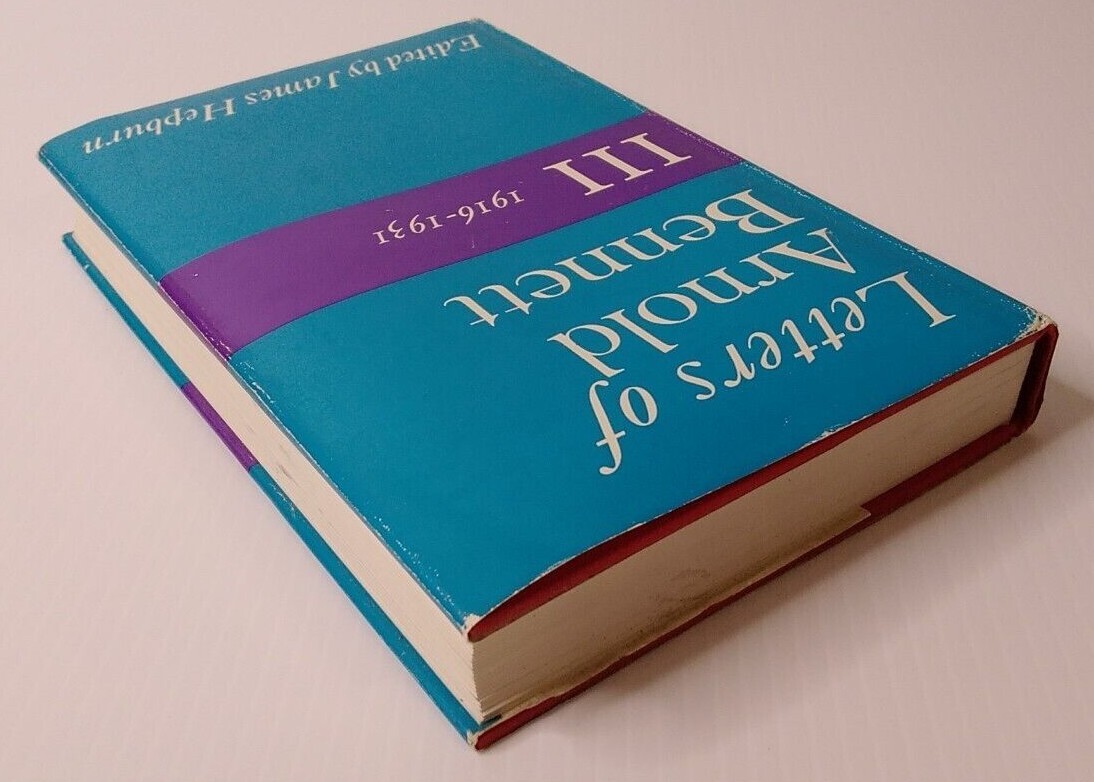 Letters of
Arnold
Bennett
III
1916-1931
Edited by James Hepburn